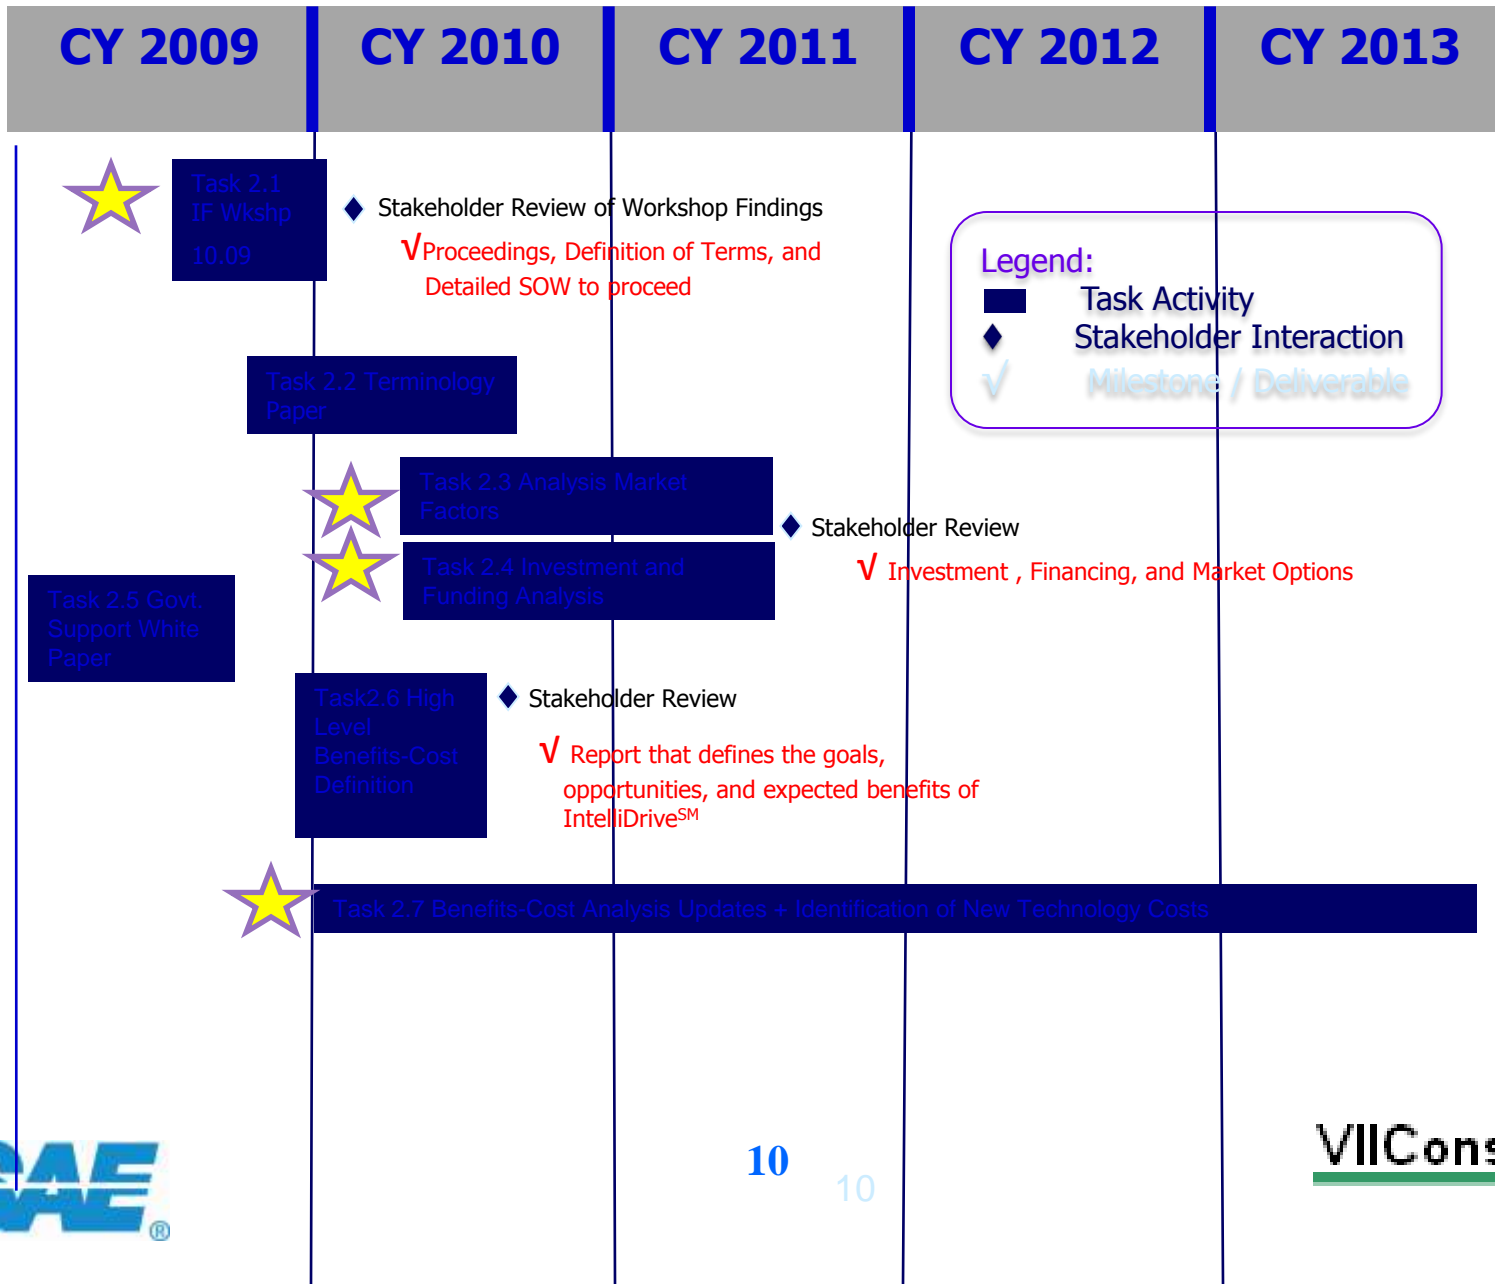 CY 2009 CY 2010 CY 2011 CY 2012 CY 2013
Task 2.1
IF Wkshp
10.09
♦ Stakeholder Review of Workshop Findings
√Proceedings, Definition of Terms, and
Detailed SOW to proceed
Legend:
Task Activity
♦ Stakeholder Interaction
√ Milestone / Deliverable
Task 2.2 Terminology
Paper
Task 2.3 Analysis Market
Factors
♦ Stakeholder Review
√ Investment , Financing, and Market Options
Task 2.4 Investment and
Funding Analysis
Task 2.5 Govt.
Support White
Paper
Task2.6 High
Level
Benefits-Cost
Definition
♦ Stakeholder Review
√ Report that defines the goals,
opportunities, and expected benefits of
IntelliDriveSM
Task 2.7 Benefits-Cost Analysis Updates + Identification of New Technology Costs
SAE®
10
10
VIICons